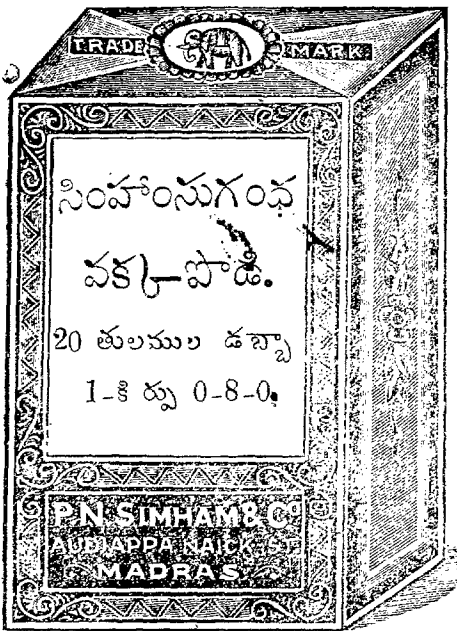 TRADE MARK.
సింహాంసుగంధ
వక్క-పొడి.
20 తులముల డబ్బా
1-కి ర్పు 0-8-0.
P.N. SIMHAM & Co
AUDIAPPA NAICK ST.
MADRAS.